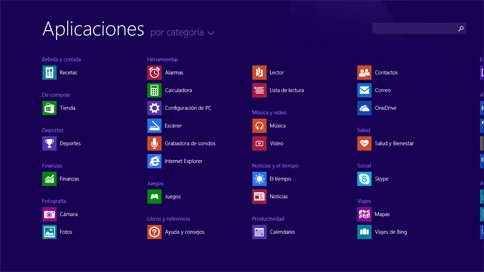 Aplicaciones por categoría
Bebida y comida
Recetas
De compras
Tienda
Deportes
Deportes
Finanzas
Finanzas
Fotografía
Cámara
Fotos
Herramientas
Alarmas
Calculadora
Configuración de PC
Escáner
Grabadora de sonidos
Internet Explorer
Juegos
Juegos
Libros y referencia
Ayuda y consejos
Lector
Lista de lectura
Música y vídeo
Música
Vídeo
Noticias y el tiempo
El tiempo
Noticias
Productividad
Calendario
Contactos
Correo
OneDrive
Salud
Salud y Bienestar
Social
Skype
Viajes
Mapas
Viajes de Bing